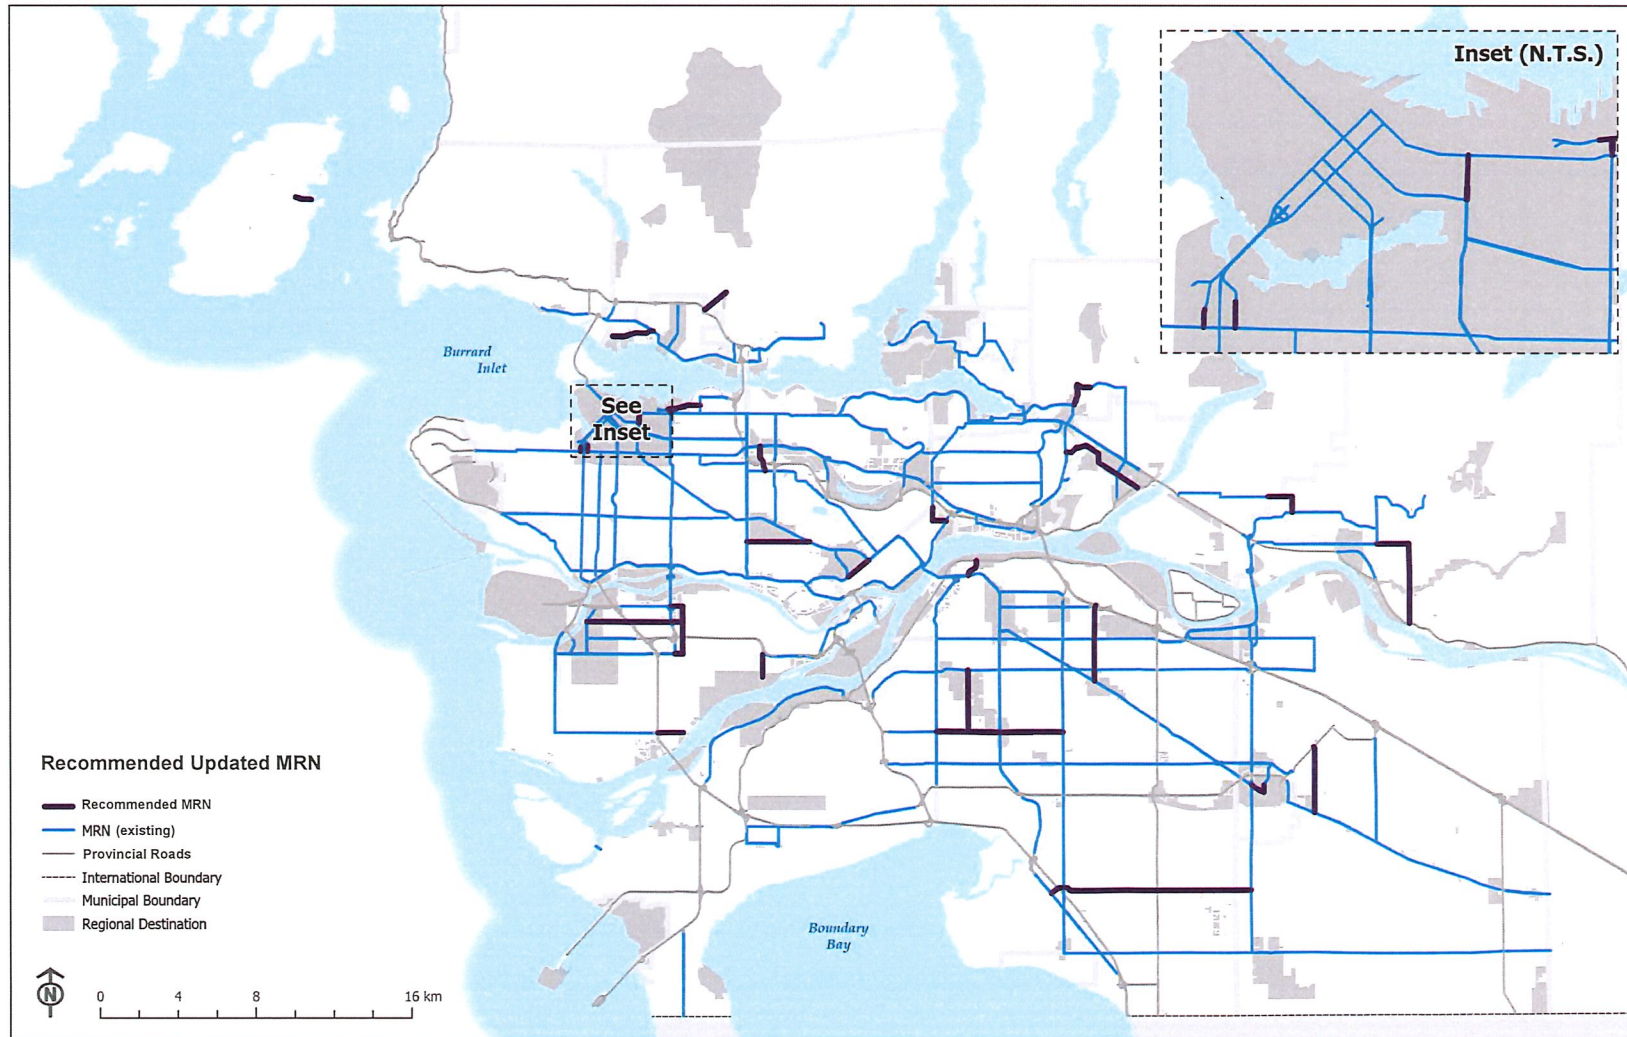 Inset (N.T.S.)
Burrard
Inlet
See
Inset
Recommended Updated MRN
Recommended MRN
MRN (existing)
Provincial Roads
International Boundary
Municipal Boundary
Regional Destination
Boundary
Bay
N
0 4 8 16 km